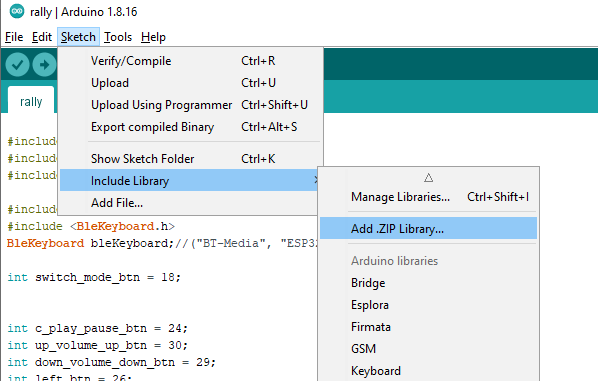 rally | Arduino 1.8.16
File Edit Sketch Tools Help
Verify/Compile Ctrl+R
Upload Ctrl+U
Upload Using Programmer Ctrl+Shift+U
Export compiled Binary Ctrl+Alt+S
Show Sketch Folder Ctrl+K
Include Library
Add File...
Manage Libraries... Ctrl+Shift+I
Add .ZIP Library...
Arduino libraries
Bridge
Esplora
Firmata
GSM
Keyboard
rally
#include
#include
#include
#include
#include <BleKeyboard.h>
BleKeyboard bleKeyboard;//("BT-Media", "ESP32
int switch_mode_btn = 18;
int c_play_pause_btn = 24;
int up_volume_up_btn = 30;
int down_volume_down_btn = 29;
int left_btn = 26;